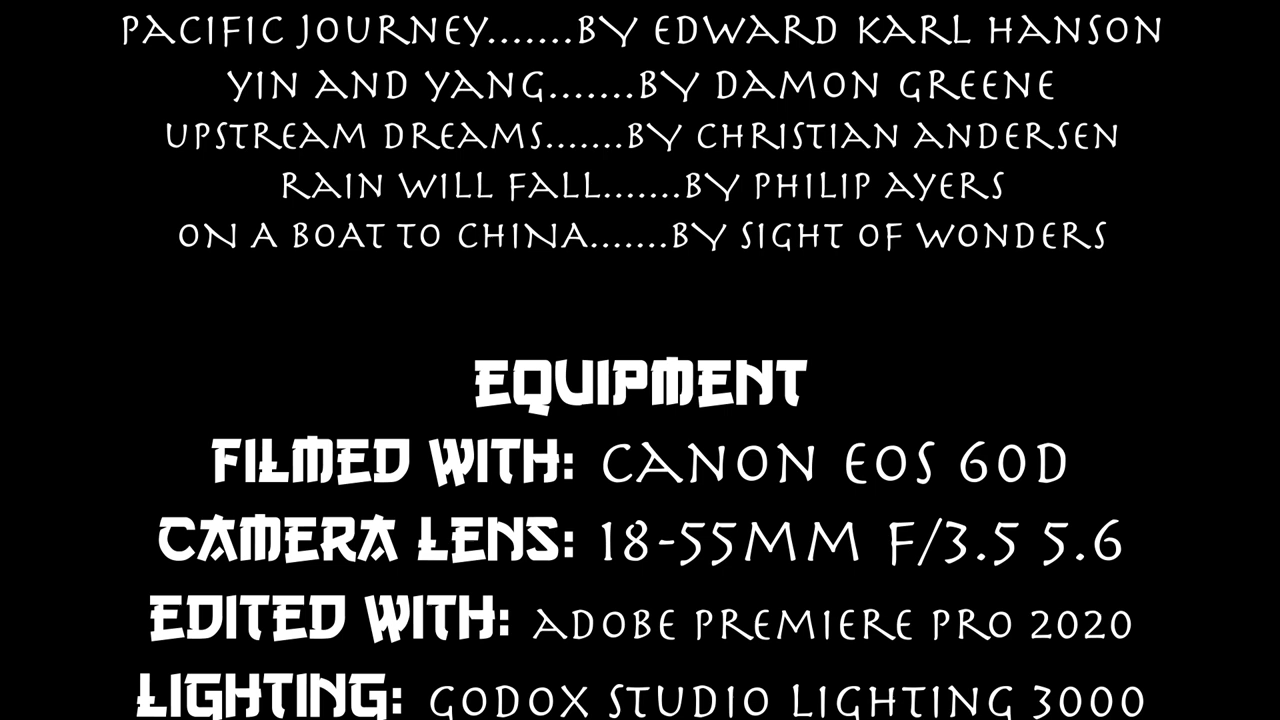 PACIFIC JOURNEY.......BY EDWARD KARL HANSON
YIN AND YANG.......BY DAMON GREENE
UPSTREAM DREAMS.......BY CHRISTIAN ANDERSEN
RAIN WILL FALL.......BY PHILIP AYERS
ON A BOAT TO CHINA.......BY SIGHT OF WONDERS
EQUIPMENT
FILMED WITH: CANON EOS 60D
CAMERA LENS: 18-55MM F/3.5 5.6
EDITED WITH: ADOBE PREMIERE PRO 2020
LIGHTING: GODOX STUDIO LIGHTING 3000